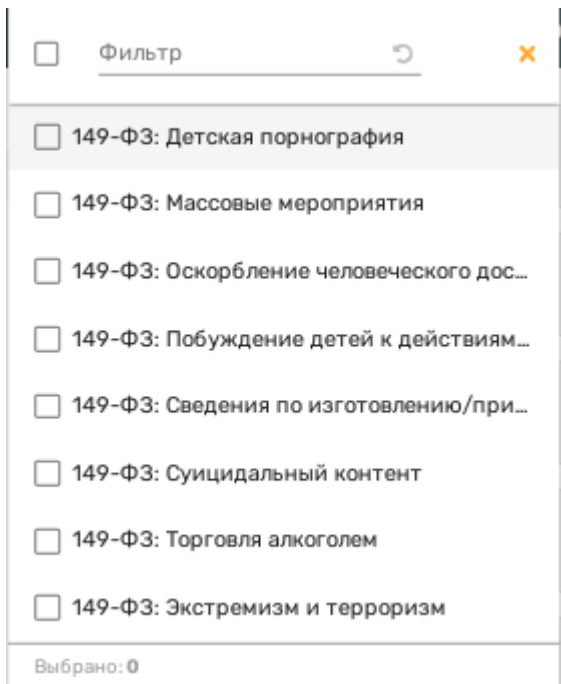 Фильтр
149-ФЗ: Детская порнография
149-ФЗ: Массовые мероприятия
149-ФЗ: Оскорбление человеческого дос...
149-ФЗ: Побуждение детей к действиям...
149-ФЗ: Сведения по изготовлению/при...
149-ФЗ: Суицидальный контент
149-ФЗ: Торговля алкоголем
149-ФЗ: Экстремизм и терроризм
Выбрано: 0